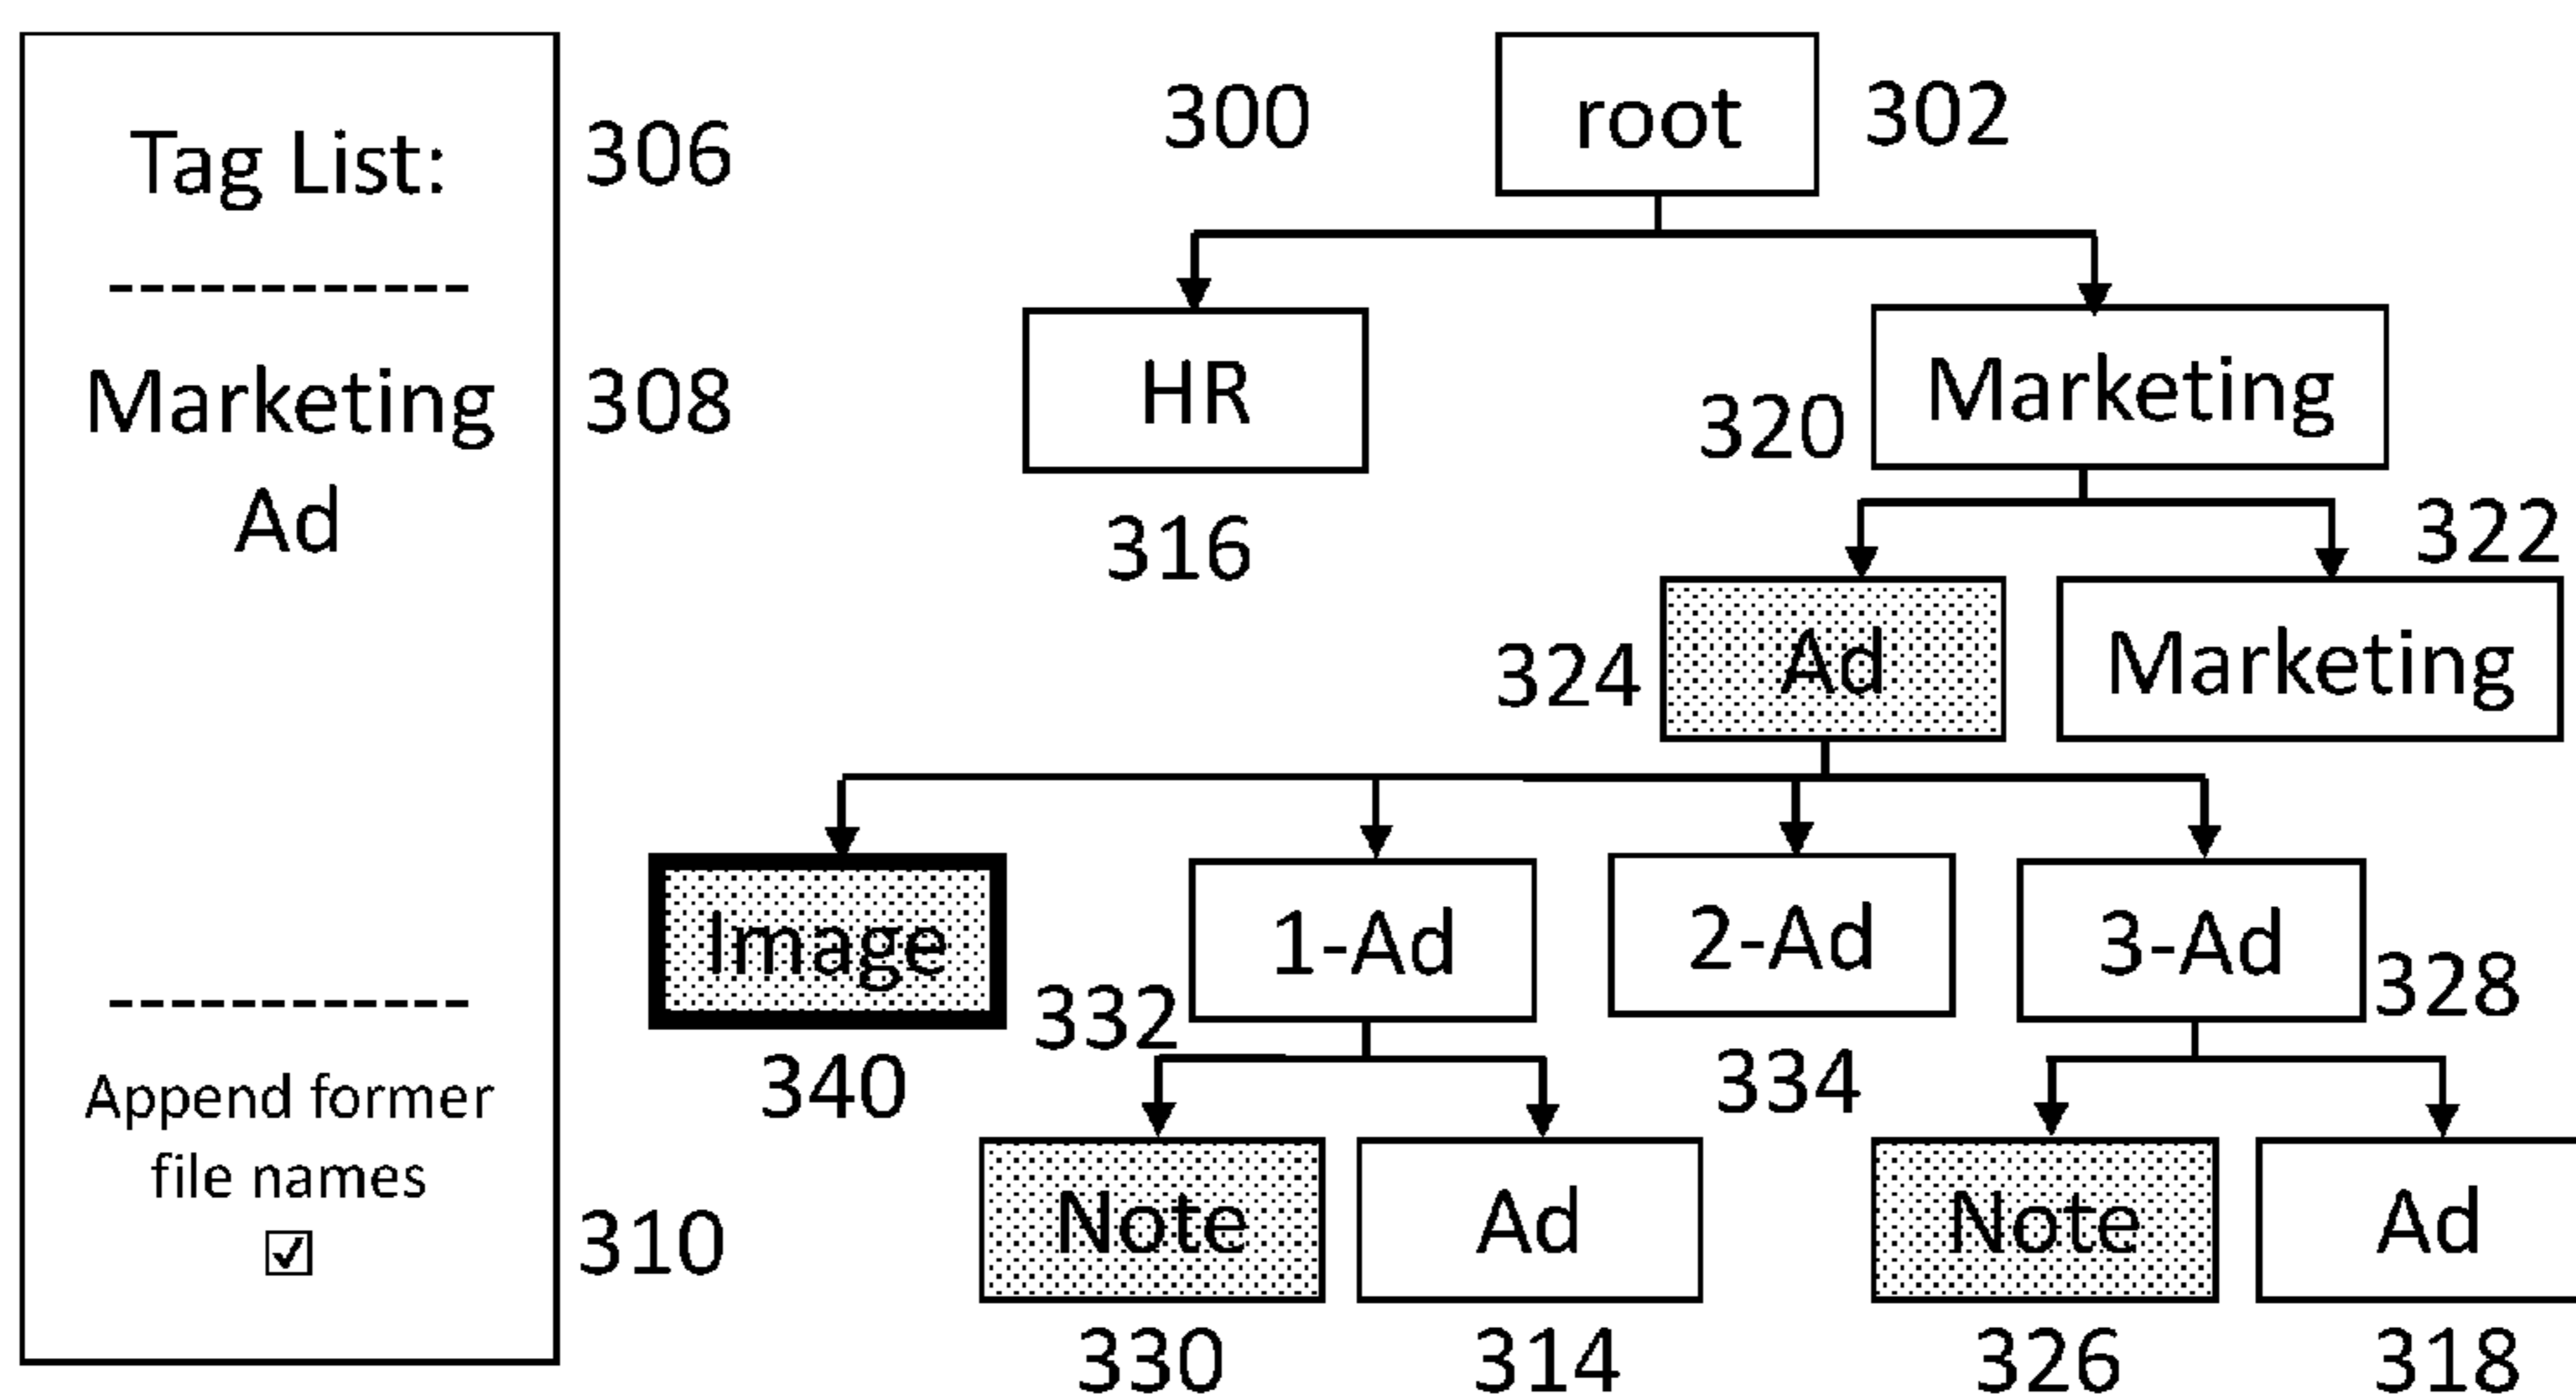 Tag List:
306
------------
Marketing
308
Ad
------------
Append former
file names
☑
310
300
root
302
HR
316
320
Marketing
322
324
Ad
Marketing
Image
340
332
1-Ad
2-Ad
334
3-Ad
328
Note
330
Ad
314
Note
326
Ad
318